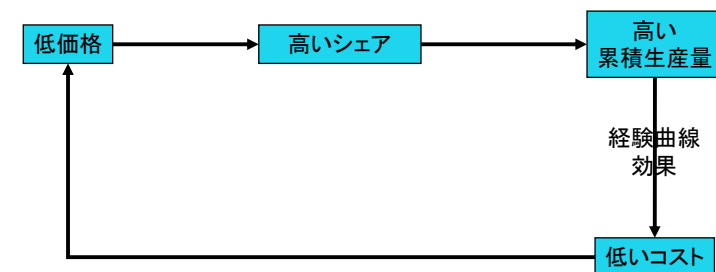 低価格
高いシェア
高い
累積生産量
経験曲線
効果
低いコスト